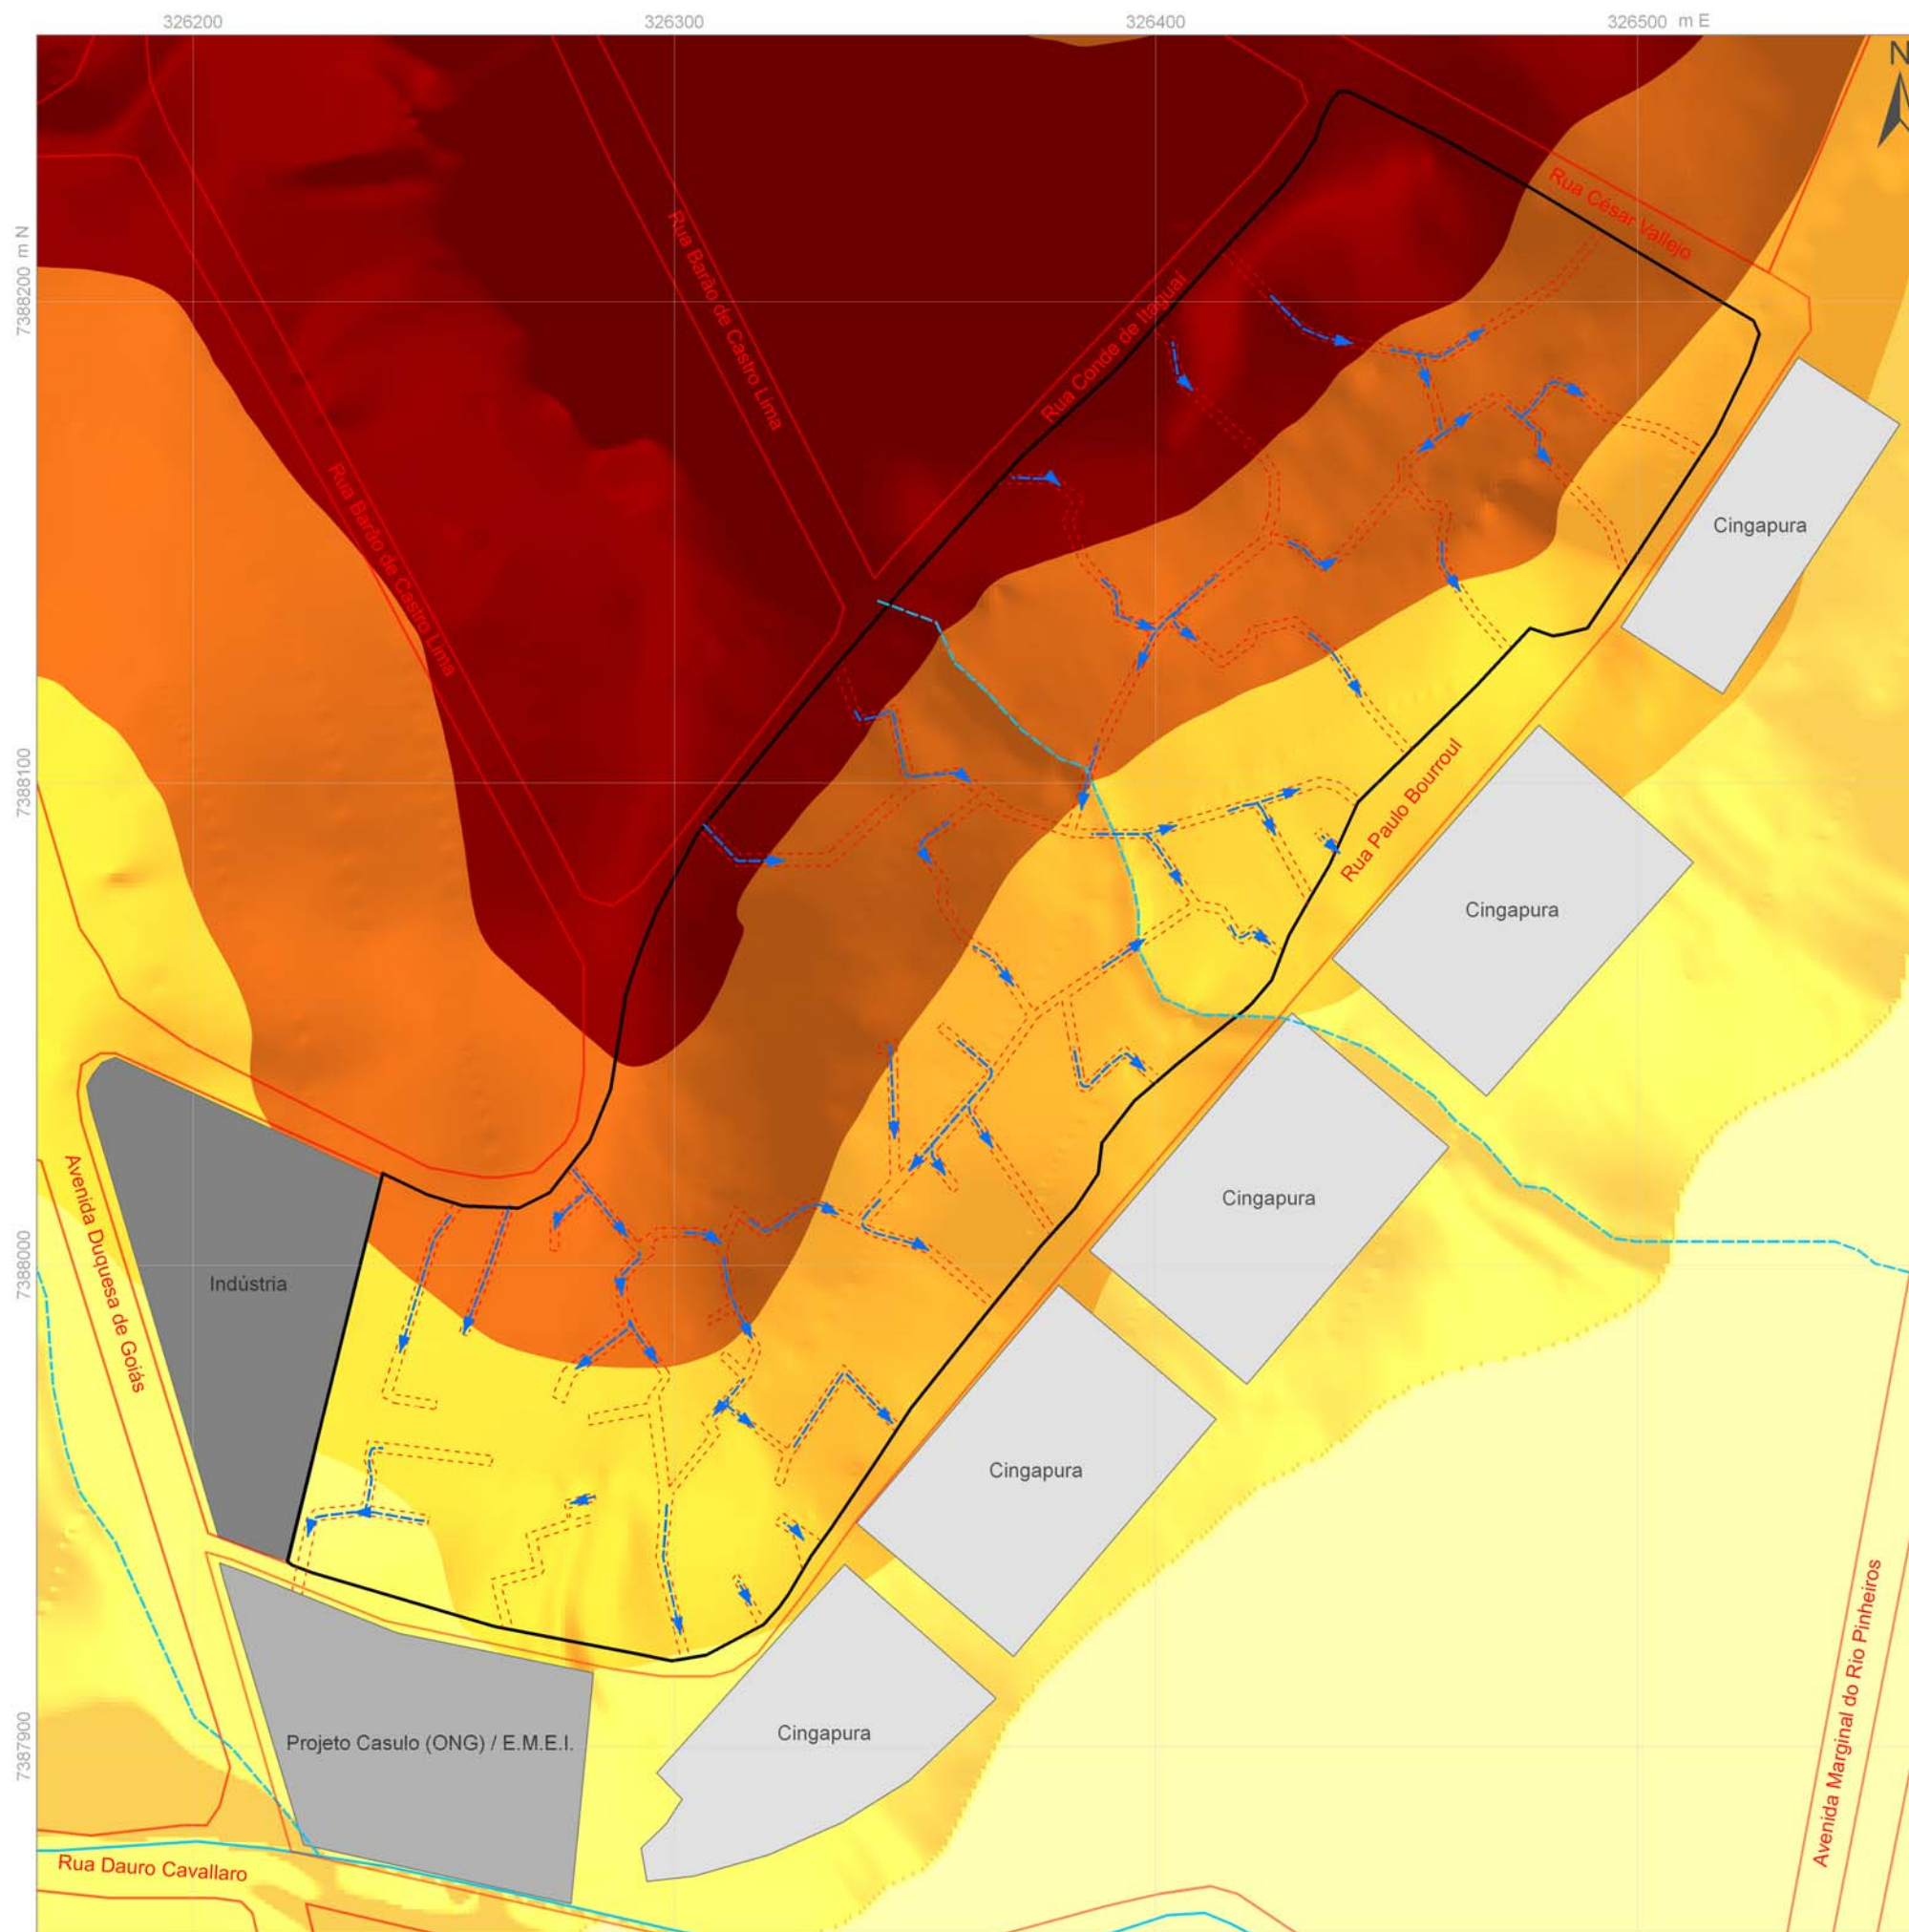 326200
326300
326400
326500 m E
N
7388200 m N
7388100
7388000
7387900
Rua César Vallejo
Rua Barão de Castro Lima
Rua Conde de Itaguaí
Rua Barão de Castro Lima
Cingapura
Rua Paulo Bourroul
Cingapura
Avenida Duquesa de Goiás
Cingapura
Indústria
Cingapura
Avenida Marginal do Rio Pinheiros
Cingapura
Projeto Casulo (ONG) / E.M.E.I.
Rua Dauro Cavallaro